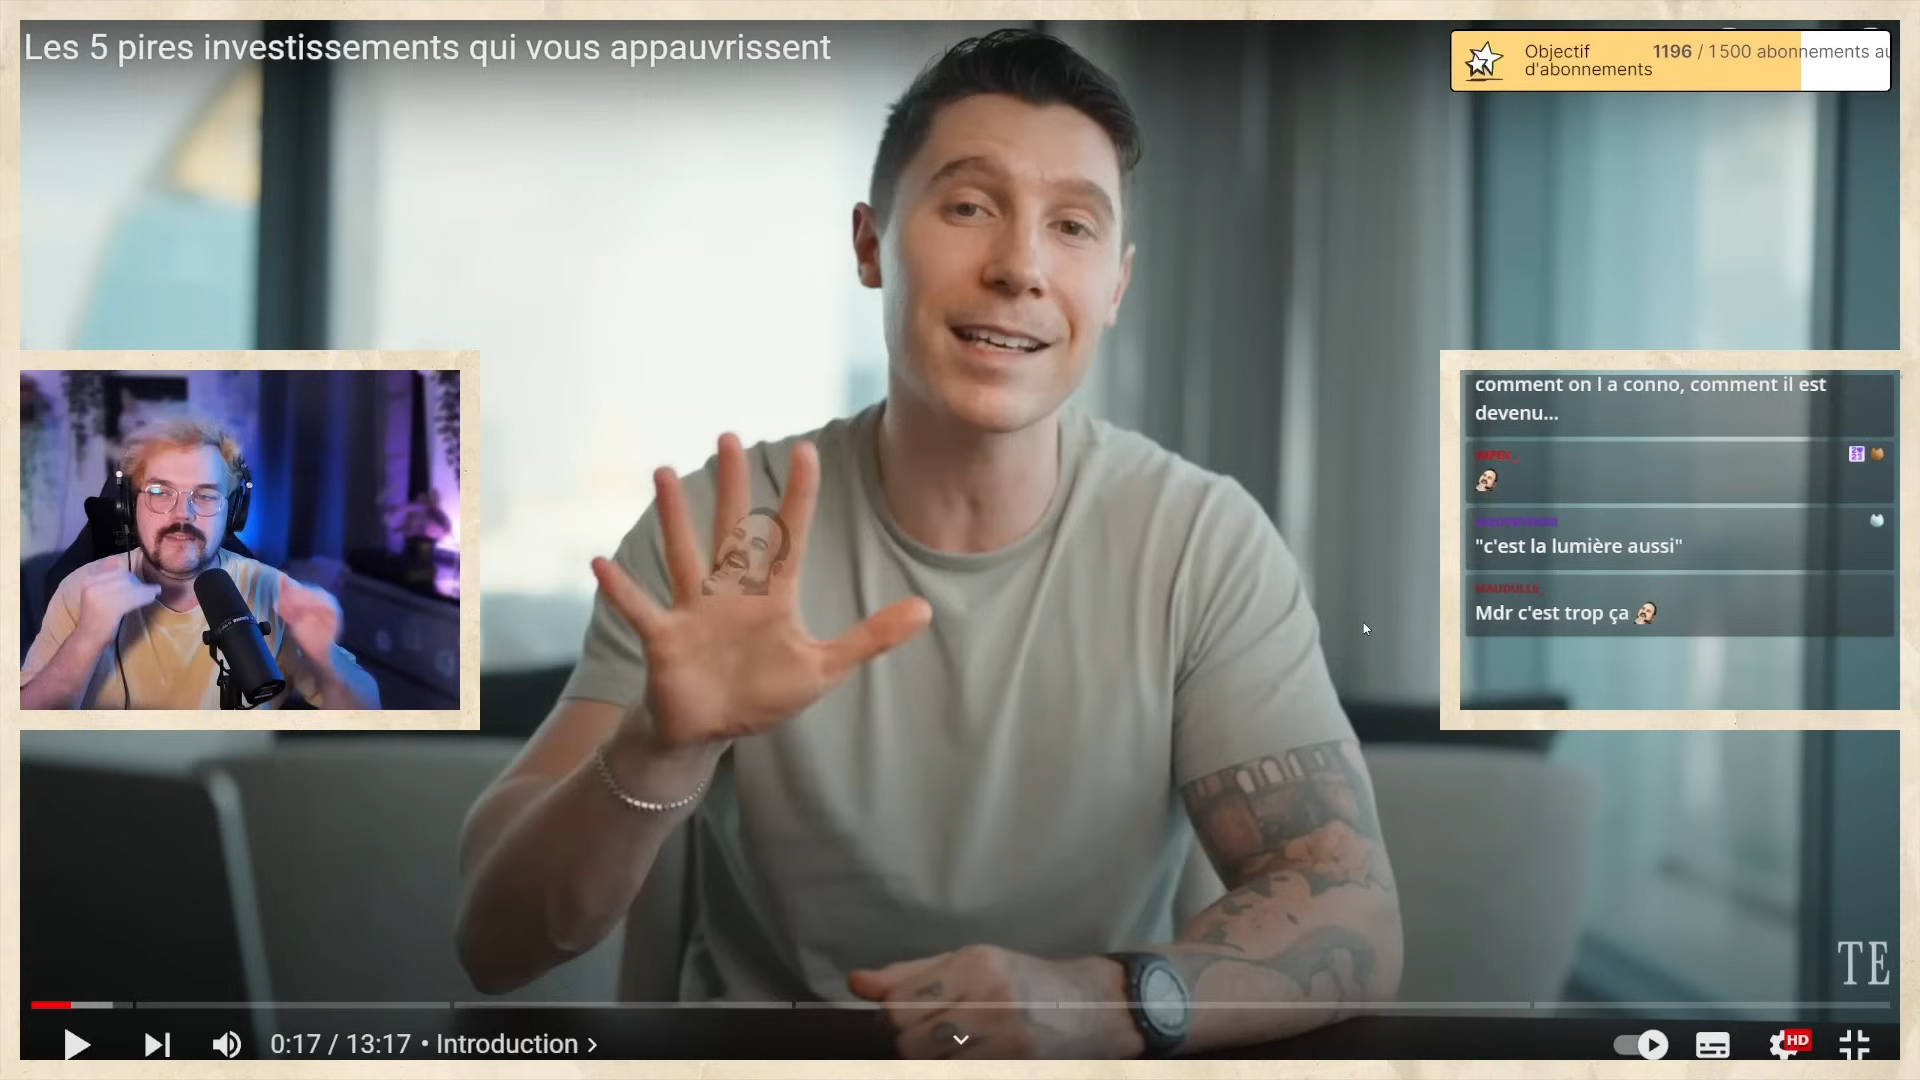 Les 5 pires investissements qui vous appauvrissent
Objectif
d'abonnements
1196 / 1500 abonnements au
comment on l a conno, comment il est
devenu...
"c'est la lumière aussi"
MAUDULLE_
Mdr c'est trop ça
TE
0:17 / 13:17 • Introduction >
HD